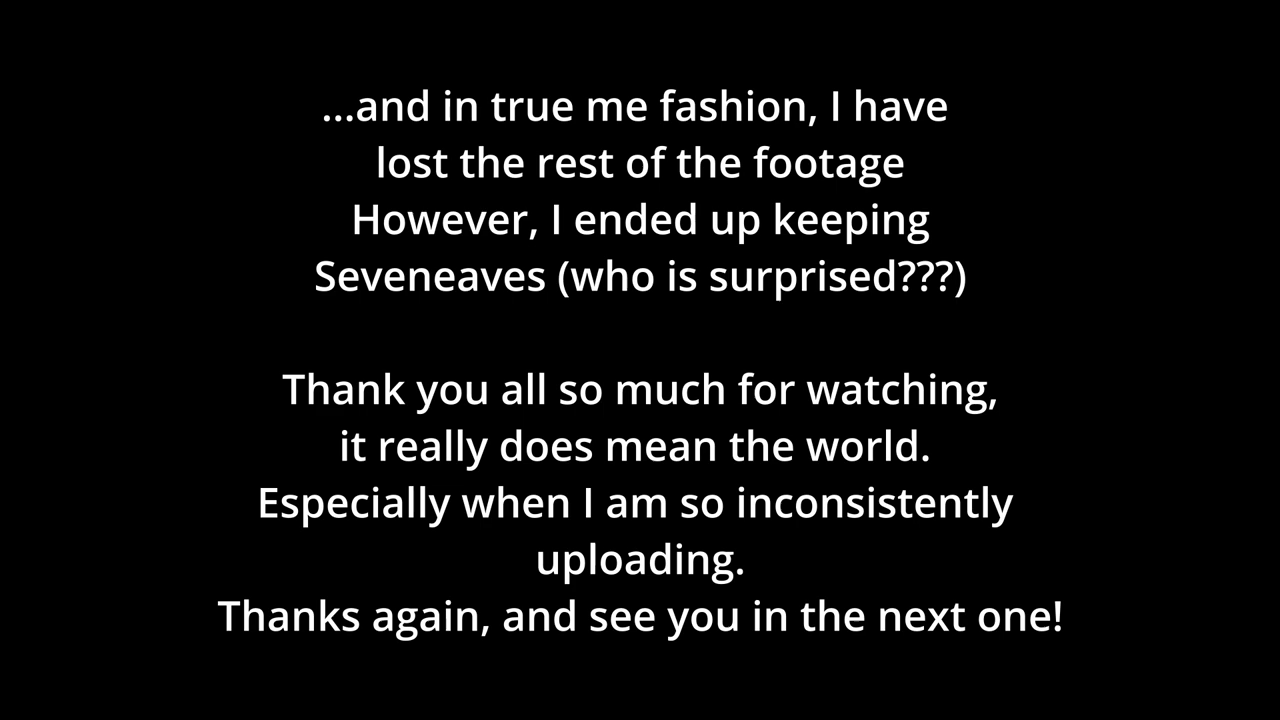 ...and in true me fashion, I have
lost the rest of the footage
However, I ended up keeping
Seveneaves (who is surprised???)
Thank you all so much for watching,
it really does mean the world.
Especially when I am so inconsistently
uploading.
Thanks again, and see you in the next one!